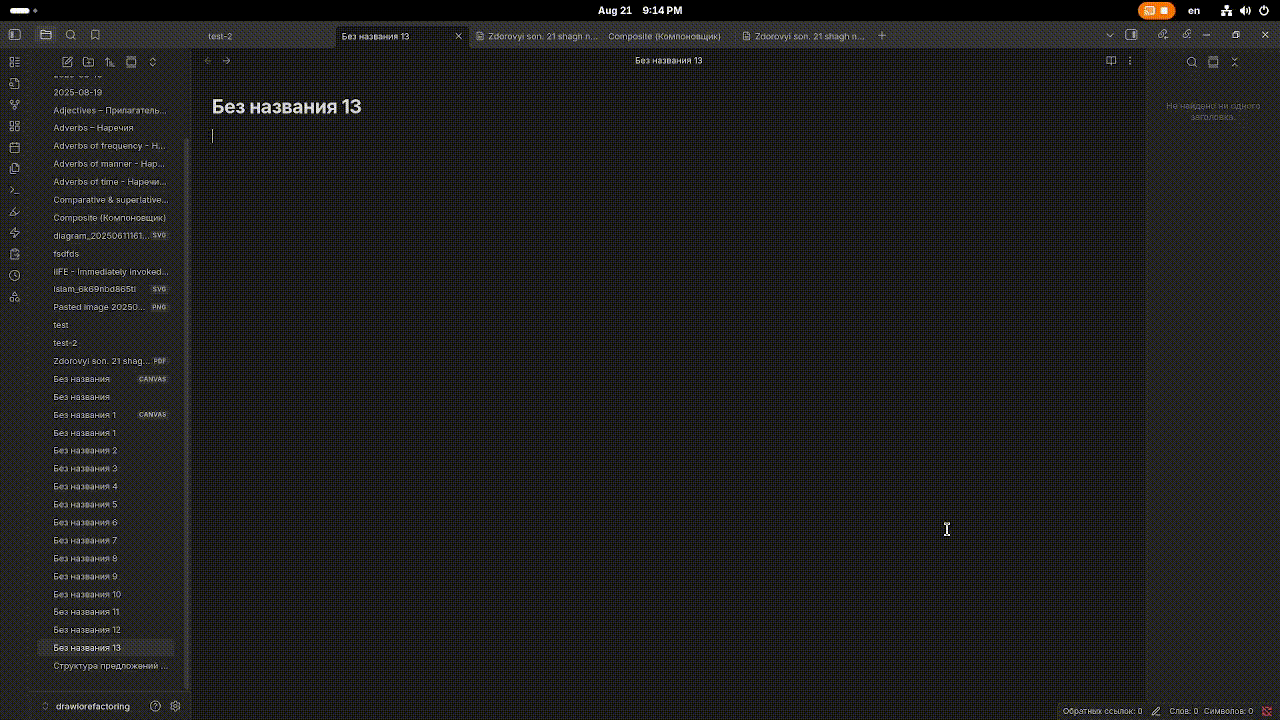 Aug 21 9:14 PM
en
test-2
Без названия 13
Zdorovyi son. 21 shagh n...
Composite (Компоновщик)
Zdorovyi son. 21 shagh n...
Без названия 13
2025-08-19
Adjectives – Прилагатель...
Adverbs – Наречия
Adverbs of frequency - Н...
Adverbs of manner - Нар...
Adverbs of time - Наречи...
Comparative & superlative...
Composite (Компоновщик)
diagram_20250611161... SVG
fsdfds
IIFE - Immediately invoked...
islam_6k69nbd865ti SVG
Pasted image 20250... PNG
test
test-2
Zdorovyi son. 21 shag... PDF
Без названия CANVAS
Без названия
Без названия 1 CANVAS
Без названия 1
Без названия 2
Без названия 3
Без названия 4
Без названия 5
Без названия 6
Без названия 7
Без названия 8
Без названия 9
Без названия 10
Без названия 11
Без названия 12
Без названия 13
Структура предложений ...
drawiorefactoring
Без названия 13
Не найдено ни одного
заголовка.
Обратных ссылок: 0 Слов: 0 Символов: 0